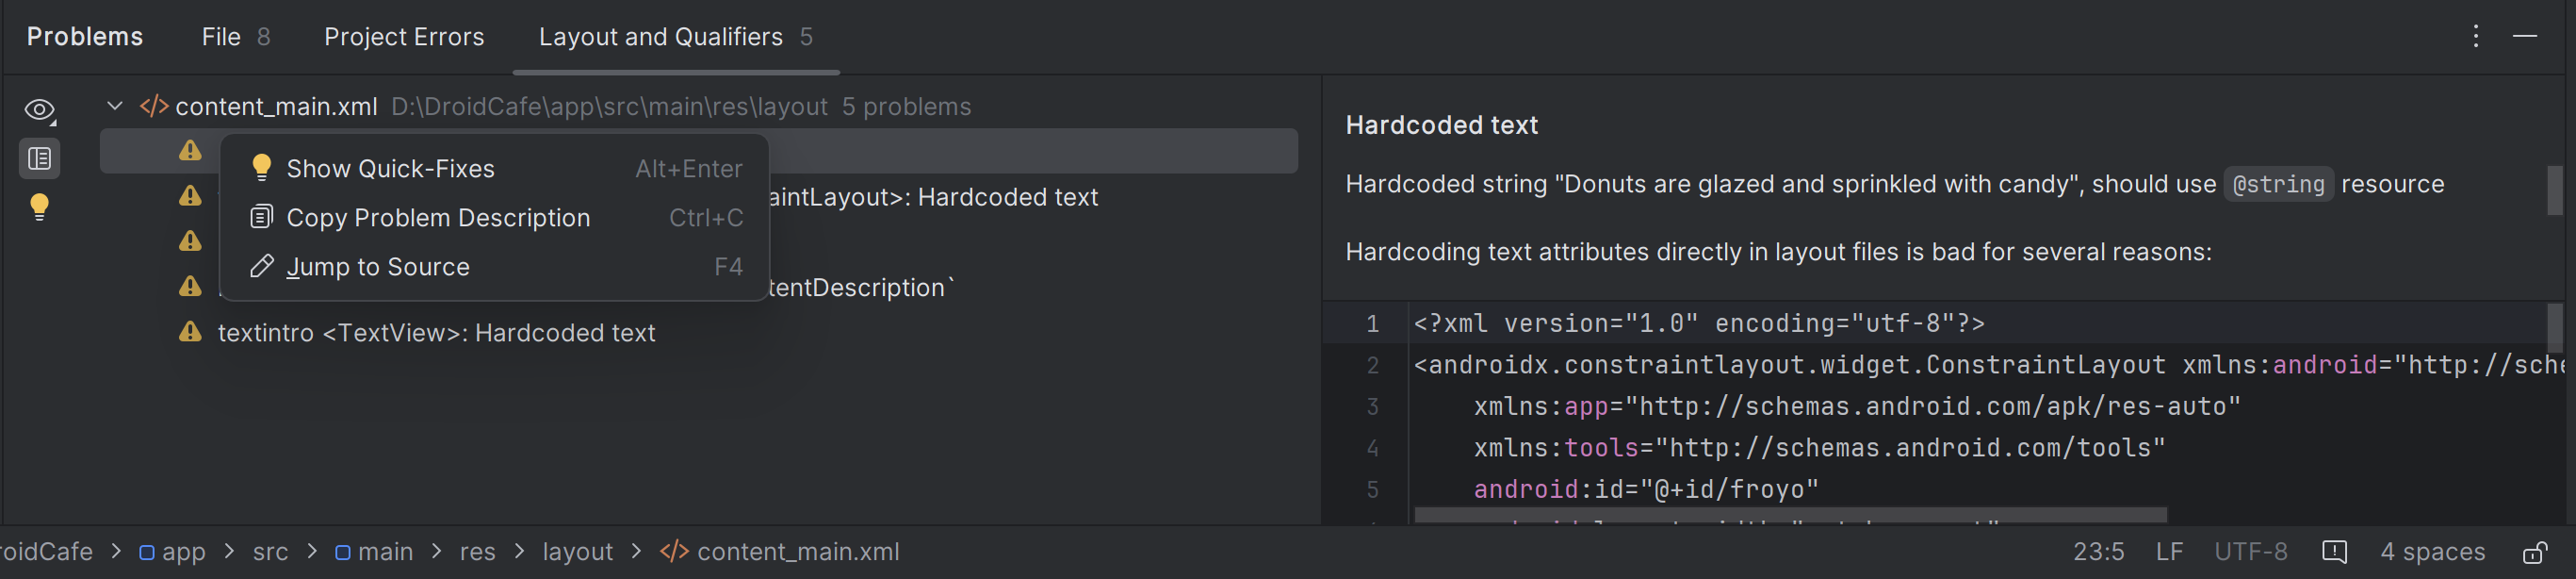 Problems File 8 Project Errors Layout and Qualifiers 5
content_main.xml D:\DroidCafe\app\src\main\res\layout 5 problems
Show Quick-Fixes Alt+Enter
aintLayout>: Hardcoded text
Copy Problem Description Ctrl+C
Jump to Source F4
tentDescription`
textintro <TextView>: Hardcoded text
Hardcoded text
Hardcoded string "Donuts are glazed and sprinkled with candy", should use @string resource
Hardcoding text attributes directly in layout files is bad for several reasons:
1 <?xml version="1.0" encoding="utf-8"?>
2 <androidx.constraintlayout.widget.ConstraintLayout xmlns:android="http://sche
3 xmlns:app="http://schemas.android.com/apk/res-auto"
4 xmlns:tools="http://schemas.android.com/tools"
5 android:id="@+id/froyo"
roidCafe > app > src > main > res > layout > content_main.xml 23:5 LF UTF-8 4 spaces